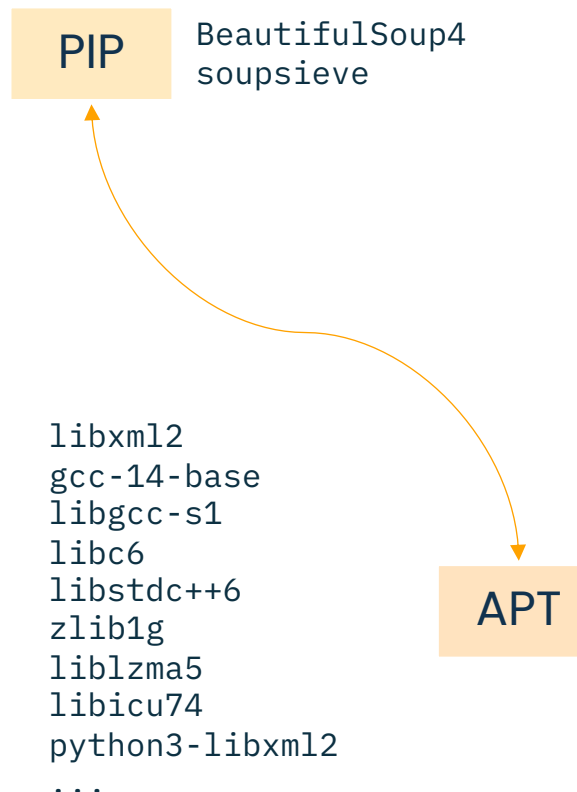 PIP
BeautifulSoup4
soupsieve
libxml2
gcc-14-base
libgcc-s1
libc6
libstdc++6
zlib1g
liblzma5
libicu74
python3-libxml2
...
APT